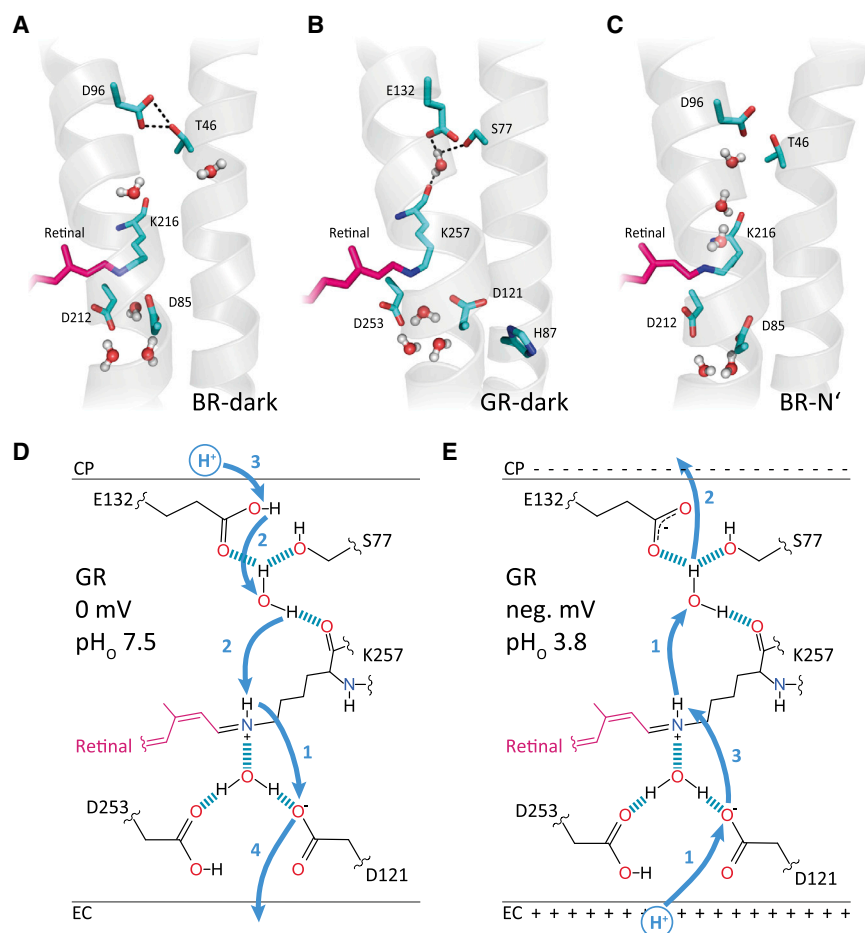 A
D96
T46
K216
Retinal
D212
D85
BR-dark
B
E132
S77
K257
Retinal
D253
D121
H87
GR-dark
C
D96
T46
Retinal
K216
D212
D85
BR-N‘
D
CP
H+
3
E132
O-H
O
2
H
O
S77
H
O
H
GR
0 mV
pHO 7.5
2
O
K257
N
H
H
N
+
Retinal
1
O
H
H
D253
O
O-
O-H
4
O
D121
EC
E
CP - - - - - - - - - - - - - - -
2
E132
O
-
O
H
O
S77
H
O
H
GR
neg. mV
pHO 3.8
1
O
K257
N
H
H
N
+
Retinal
3
O
H
H
D253
O
O-
O-H
1
O
D121
EC + + + + + + H+ + + + + + + +